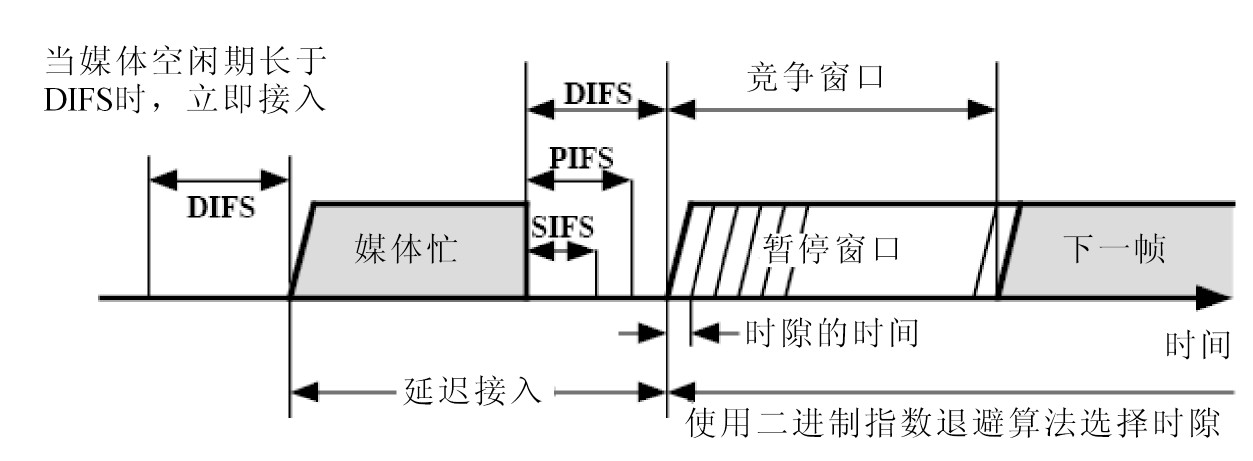 当媒体空闲期长于
DIFS时，立即接入
DIFS
竞争窗口
PIFS
DIFS
SIFS
媒体忙
暂停窗口
下一帧
时隙的时间
时间
延迟接入
使用二进制指数退避算法选择时隙